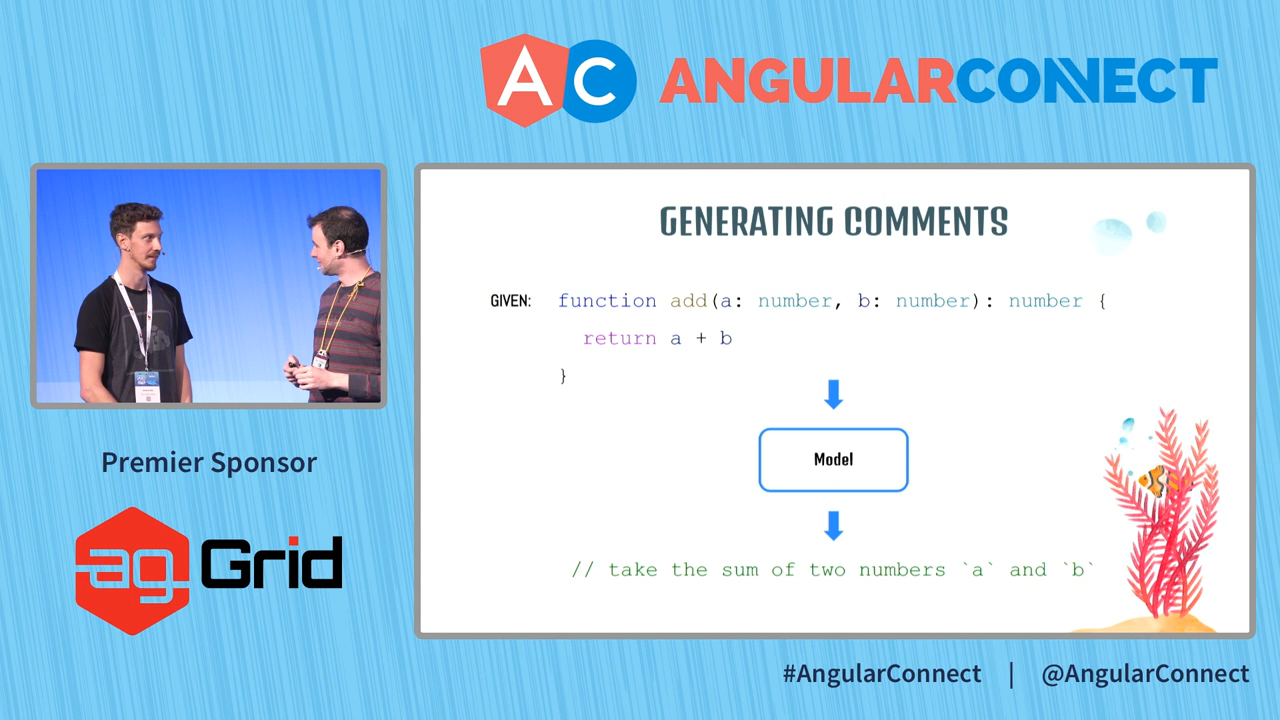 AC ANGULARCONNECT
GENERATING COMMENTS
GIVEN: function add(a: number, b: number): number {
return a + b
}
Model
// take the sum of two numbers `a` and `b`
Premier Sponsor
ag Grid
#AngularConnect | @AngularConnect